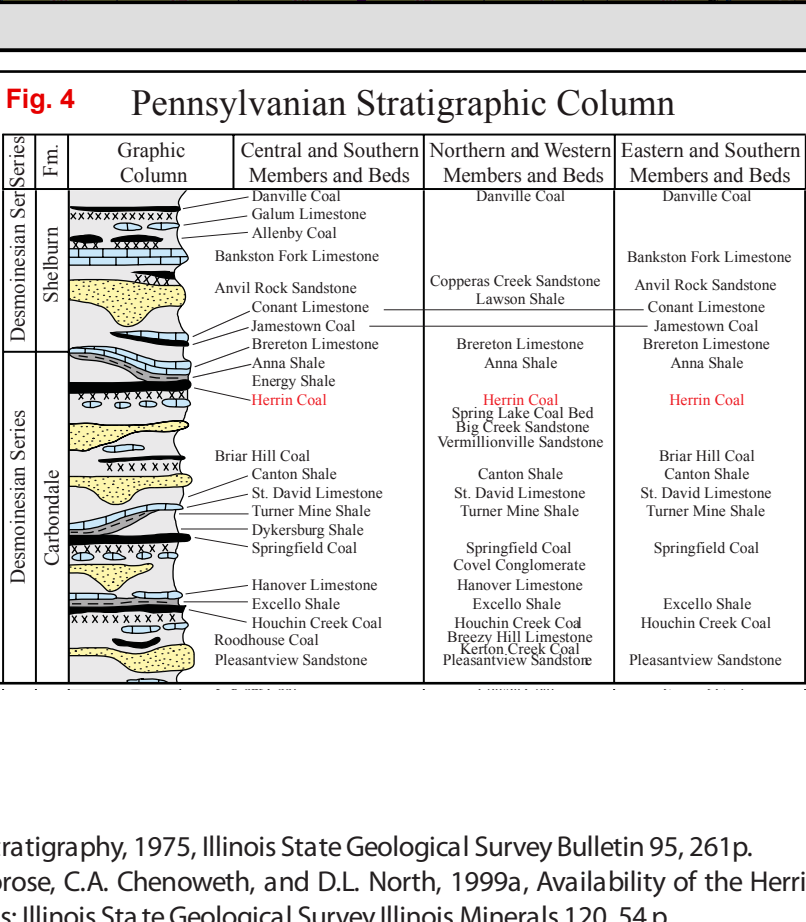 Fig. 4 Pennsylvanian Stratigraphic Column
Series
Fm.
Graphic
Column
Central and Southern
Members and Beds
Northern and Western
Members and Beds
Eastern and Southern
Members and Beds
Desmoinesian Ser
Shelburn
Desmoinesian Series
Carbondale
Danville Coal
Galum Limestone
Allenby Coal
Bankston Fork Limestone
Anvil Rock Sandstone
Conant Limestone
Jamestown Coal
Brereton Limestone
Anna Shale
Energy Shale
Herrin Coal
Briar Hill Coal
Canton Shale
St. David Limestone
Turner Mine Shale
Dykersburg Shale
Springfield Coal
Hanover Limestone
Excello Shale
Houchin Creek Coal
Roodhouse Coal
Pleasantview Sandstone
Danville Coal
Copperas Creek Sandstone
Lawson Shale
Brereton Limestone
Anna Shale
Herrin Coal
Spring Lake Coal Bed
Big Creek Sandstone
Vermillionville Sandstone
Canton Shale
St. David Limestone
Turner Mine Shale
Springfield Coal
Covel Conglomerate
Hanover Limestone
Excello Shale
Houchin Creek Coal
Breezy Hill Limestone
Kerton Creek Coal
Pleasantview Sandstone
Danville Coal
Bankston Fork Limestone
Anvil Rock Sandstone
Conant Limestone
Jamestown Coal
Brereton Limestone
Anna Shale
Herrin Coal
Briar Hill Coal
Canton Shale
St. David Limestone
Turner Mine Shale
Springfield Coal
Excello Shale
Houchin Creek Coal
Pleasantview Sandstone
ratigraphy, 1975, Illinois State Geological Survey Bulletin 95, 261p.
rose, C.A. Chenoweth, and D.L. North, 1999a, Availability of the Herri
s: Illinois State Geological Survey Illinois Minerals 120, 54 p.